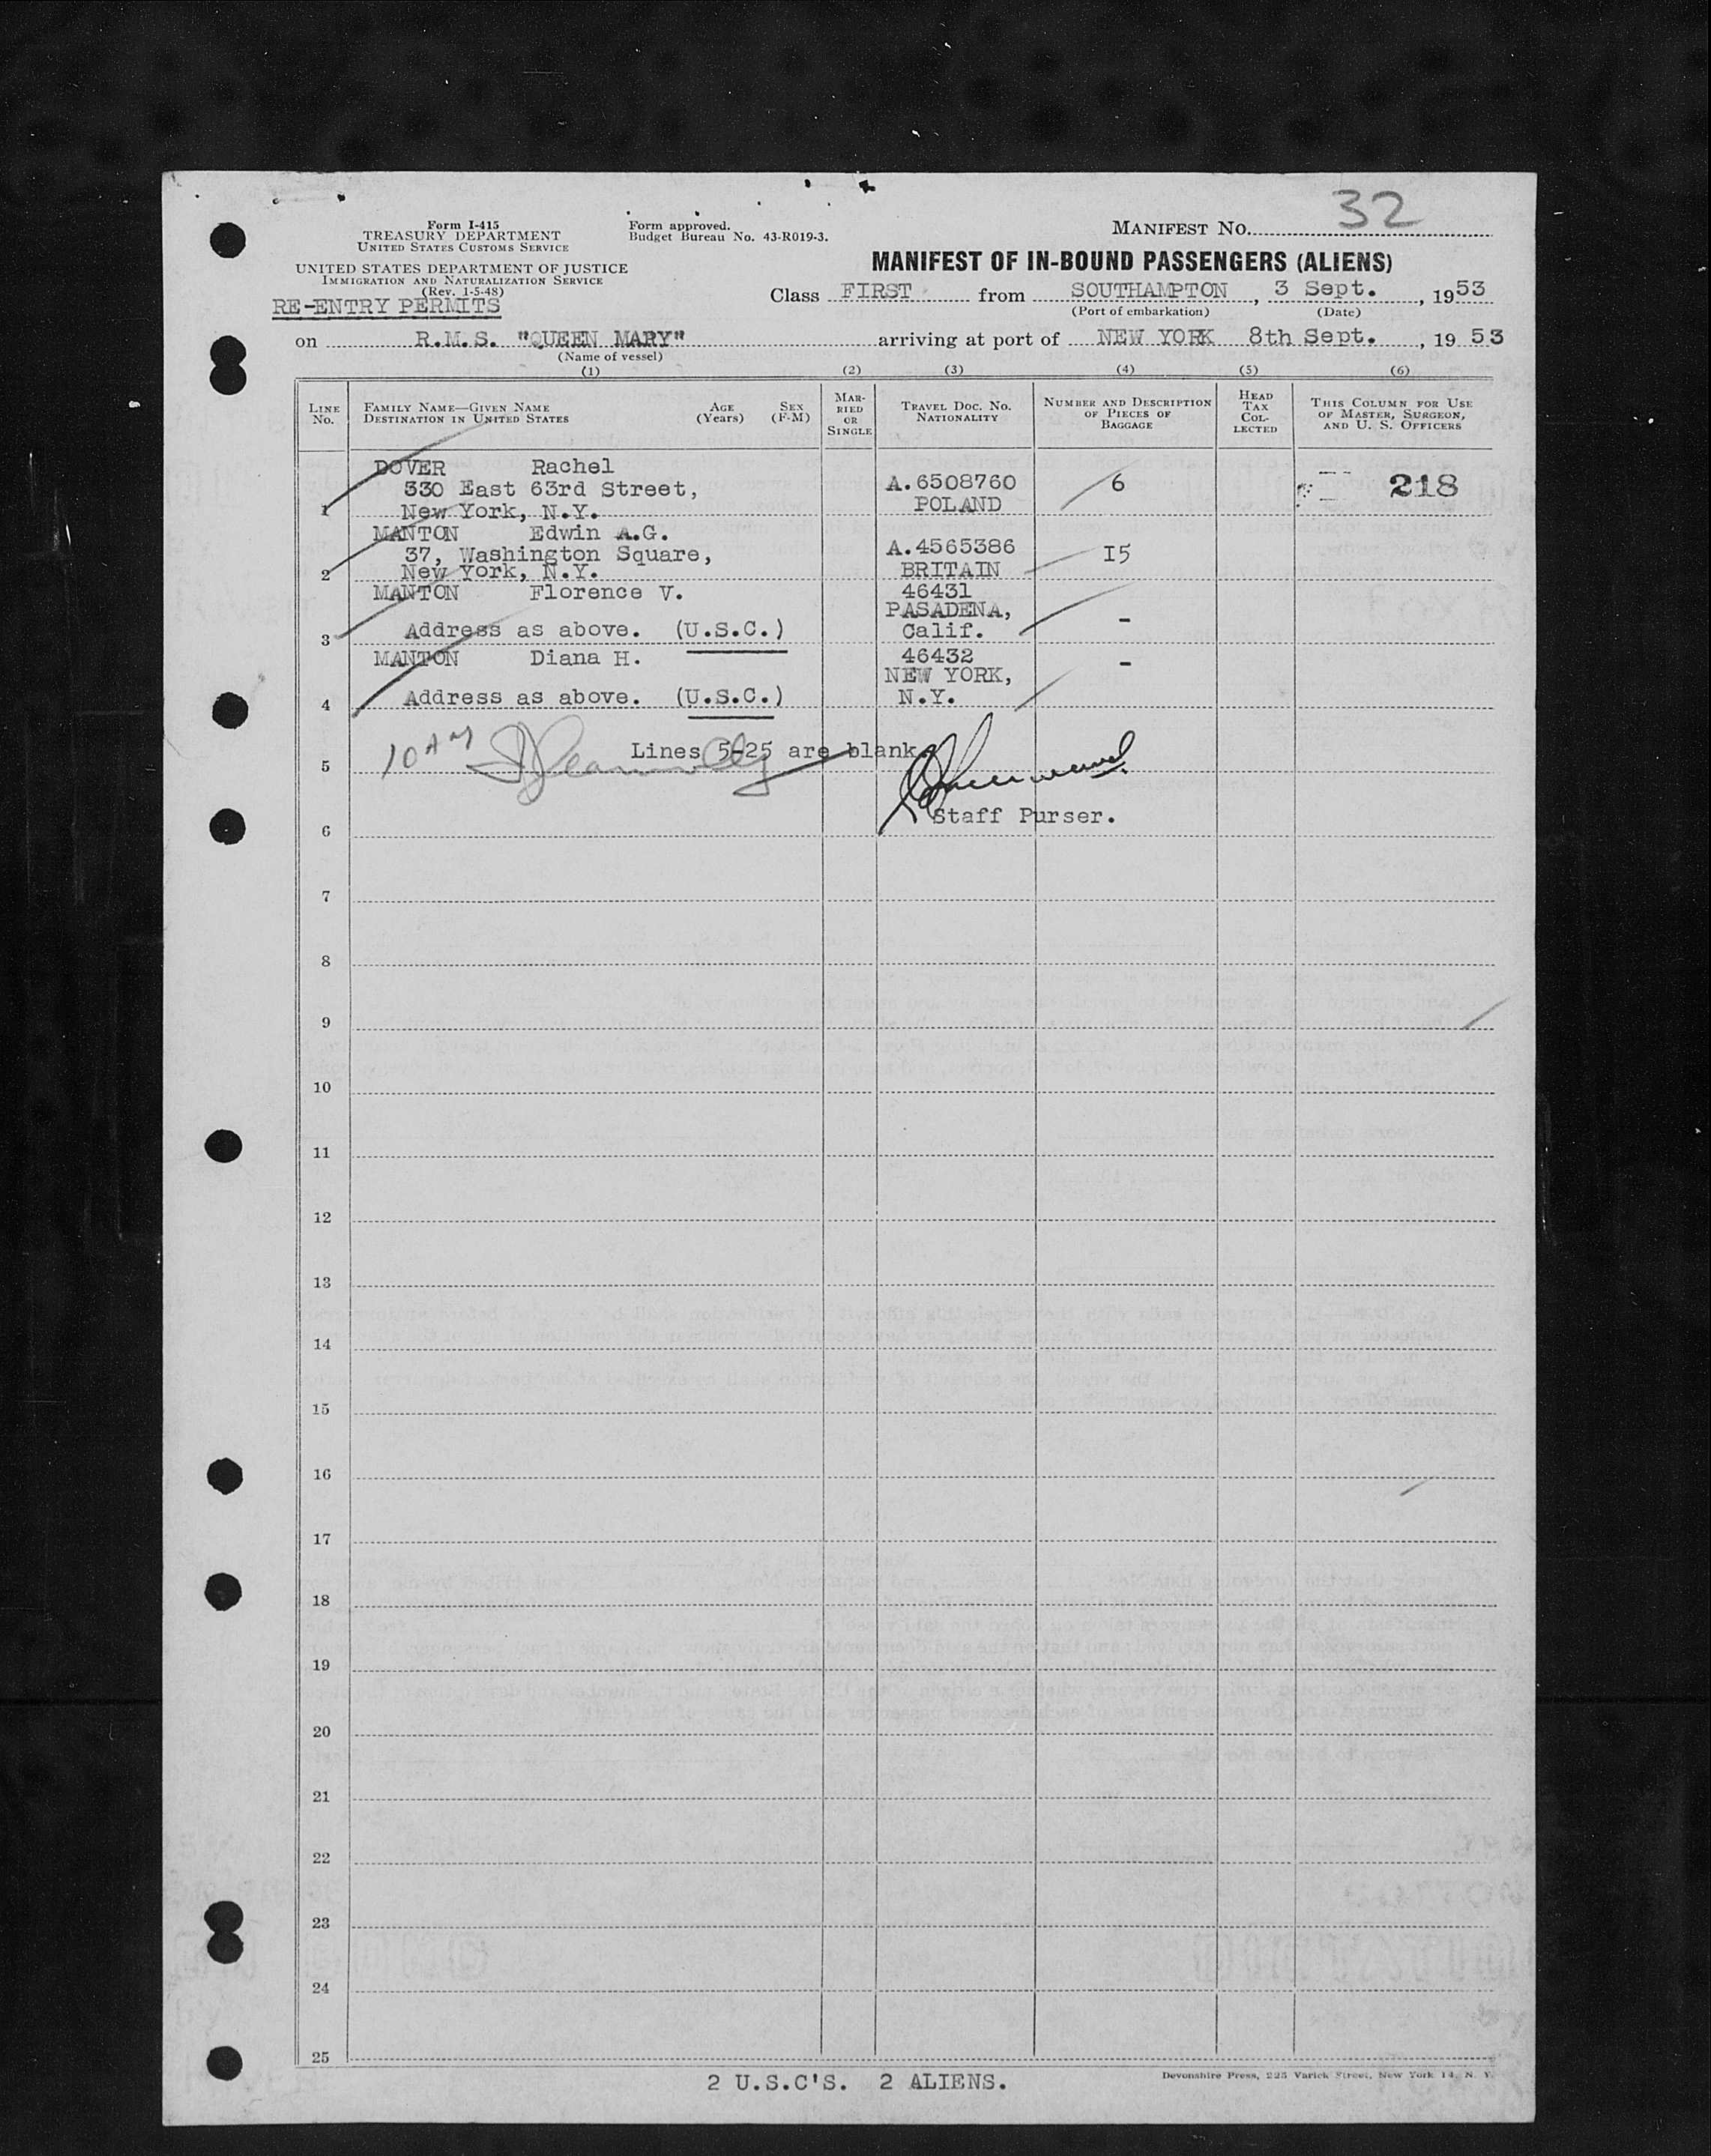 32
Form I-415
TREASURY DEPARTMENT
UNITED STATES CUSTOMS SERVICE
Form approved.
Budget Bureau No. 43-R019-3.
MANIFEST NO.
UNITED STATES DEPARTMENT OF JUSTICE
IMMIGRATION AND NATURALIZATION SERVICE
(Rev. 1-5-48)
RE-ENTRY PERMITS
MANIFEST OF IN-BOUND PASSENGERS (ALIENS)
Class FIRST from SOUTHAMPTON, 3 Sept., 1953
(Port of embarkation) (Date)
on R.M.S. "QUEEN MARY" arriving at port of NEW YORK 8th Sept., 1953
(Name of vessel)
(1) (2) (3) (4) (5) (6)
LINE No.
FAMILY NAME—GIVEN NAME
DESTINATION IN UNITED STATES
AGE (Years)
SEX (F-M)
MARRIED OR SINGLE
TRAVEL DOC. NO.
NATIONALITY
NUMBER AND DESCRIPTION OF PIECES OF BAGGAGE
HEAD TAX COLLECTED
THIS COLUMN FOR USE OF MASTER, SURGEON, AND U. S. OFFICERS
DOVER Rachel
330 East 63rd Street, A.6508760 6 218
1 New York, N.Y. POLAND
MANTON Edwin A.G.
37, Washington Square, A.4565386 15
2 New York, N.Y. BRITAIN
MANTON Florence V. 46431
PASADENA,
3 Address as above. (U.S.C.) Calif. -
MANTON Diana H. 46432 -
NEW YORK,
4 Address as above. (U.S.C.) N.Y.
10 AM
Lines 5-25 are blank
5
Staff Purser.
6
7
8
9
10
11
12
13
14
15
16
17
18
19
20
21
22
23
24
25
2 U.S.C'S. 2 ALIENS.
Devonshire Press, 225 Varick Street, New York 14, N. Y.